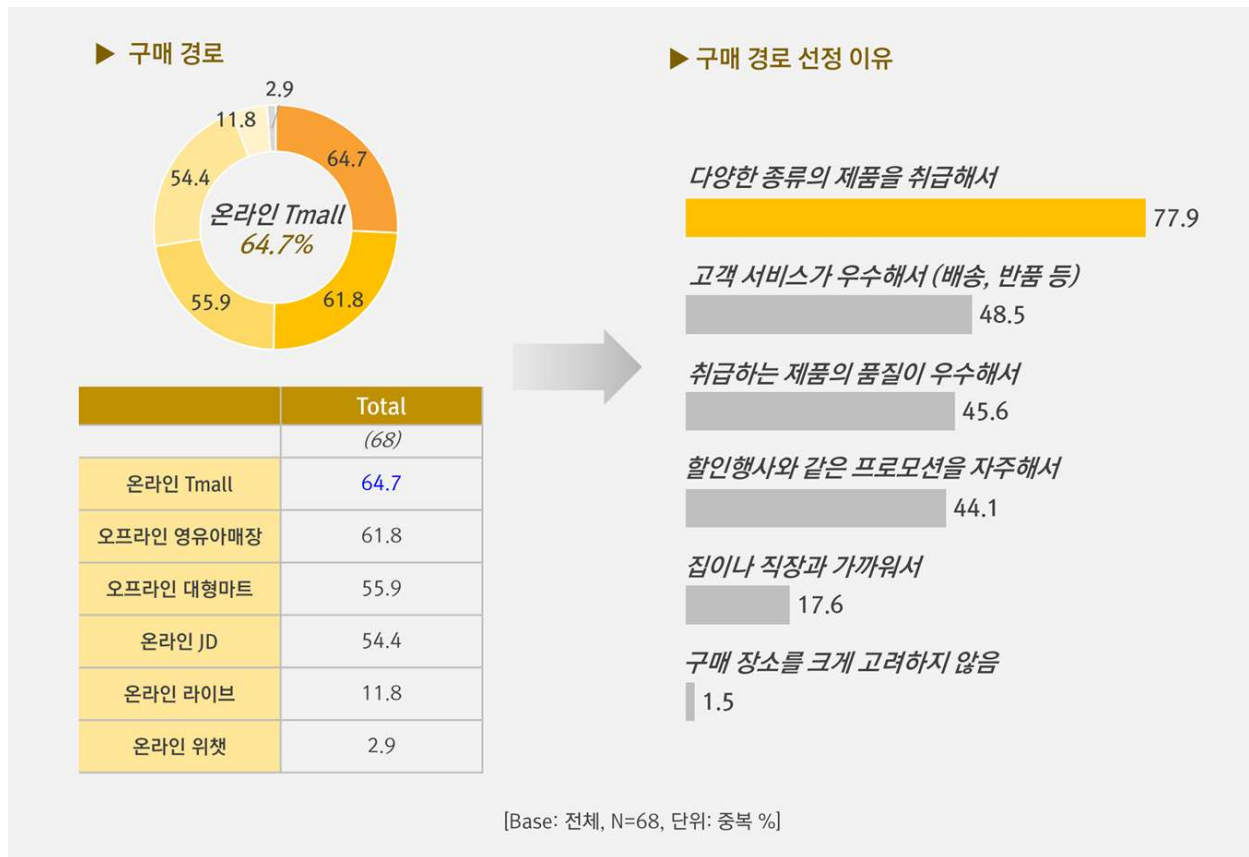 ▶ 구매 경로
2.9
11.8
64.7
54.4
온라인 Tmall
64.7%
55.9
61.8
Total
(68)
온라인 Tmall 64.7
오프라인 영유아매장 61.8
오프라인 대형마트 55.9
온라인 JD 54.4
온라인 라이브 11.8
온라인 위챗 2.9
▶ 구매 경로 선정 이유
다양한 종류의 제품을 취급해서
77.9
고객 서비스가 우수해서 (배송, 반품 등)
48.5
취급하는 제품의 품질이 우수해서
45.6
할인행사와 같은 프로모션을 자주해서
44.1
집이나 직장과 가까워서
17.6
구매 장소를 크게 고려하지 않음
1.5
[Base: 전체, N=68, 단위: 중복 %]